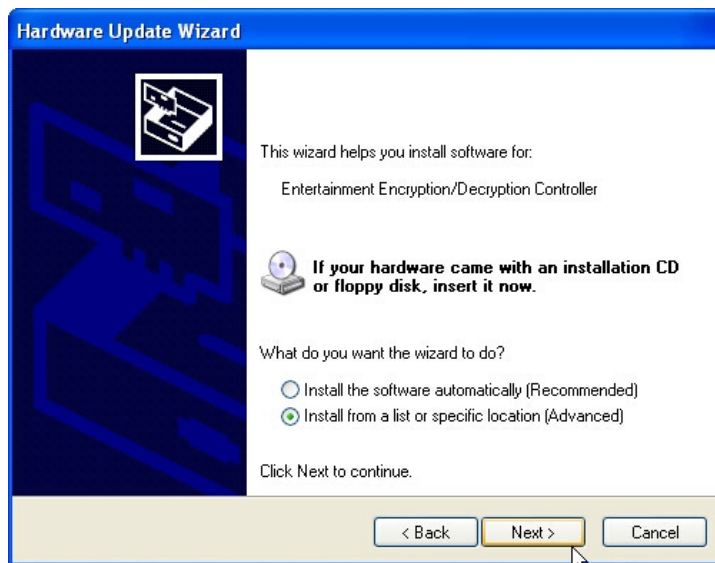 Hardware Update Wizard
This wizard helps you install software for:
Entertainment Encryption/Decryption Controller
If your hardware came with an installation CD
or floppy disk, insert it now.
What do you want the wizard to do?
Install the software automatically (Recommended)
Install from a list or specific location (Advanced)
Click Next to continue.
< Back Next > Cancel